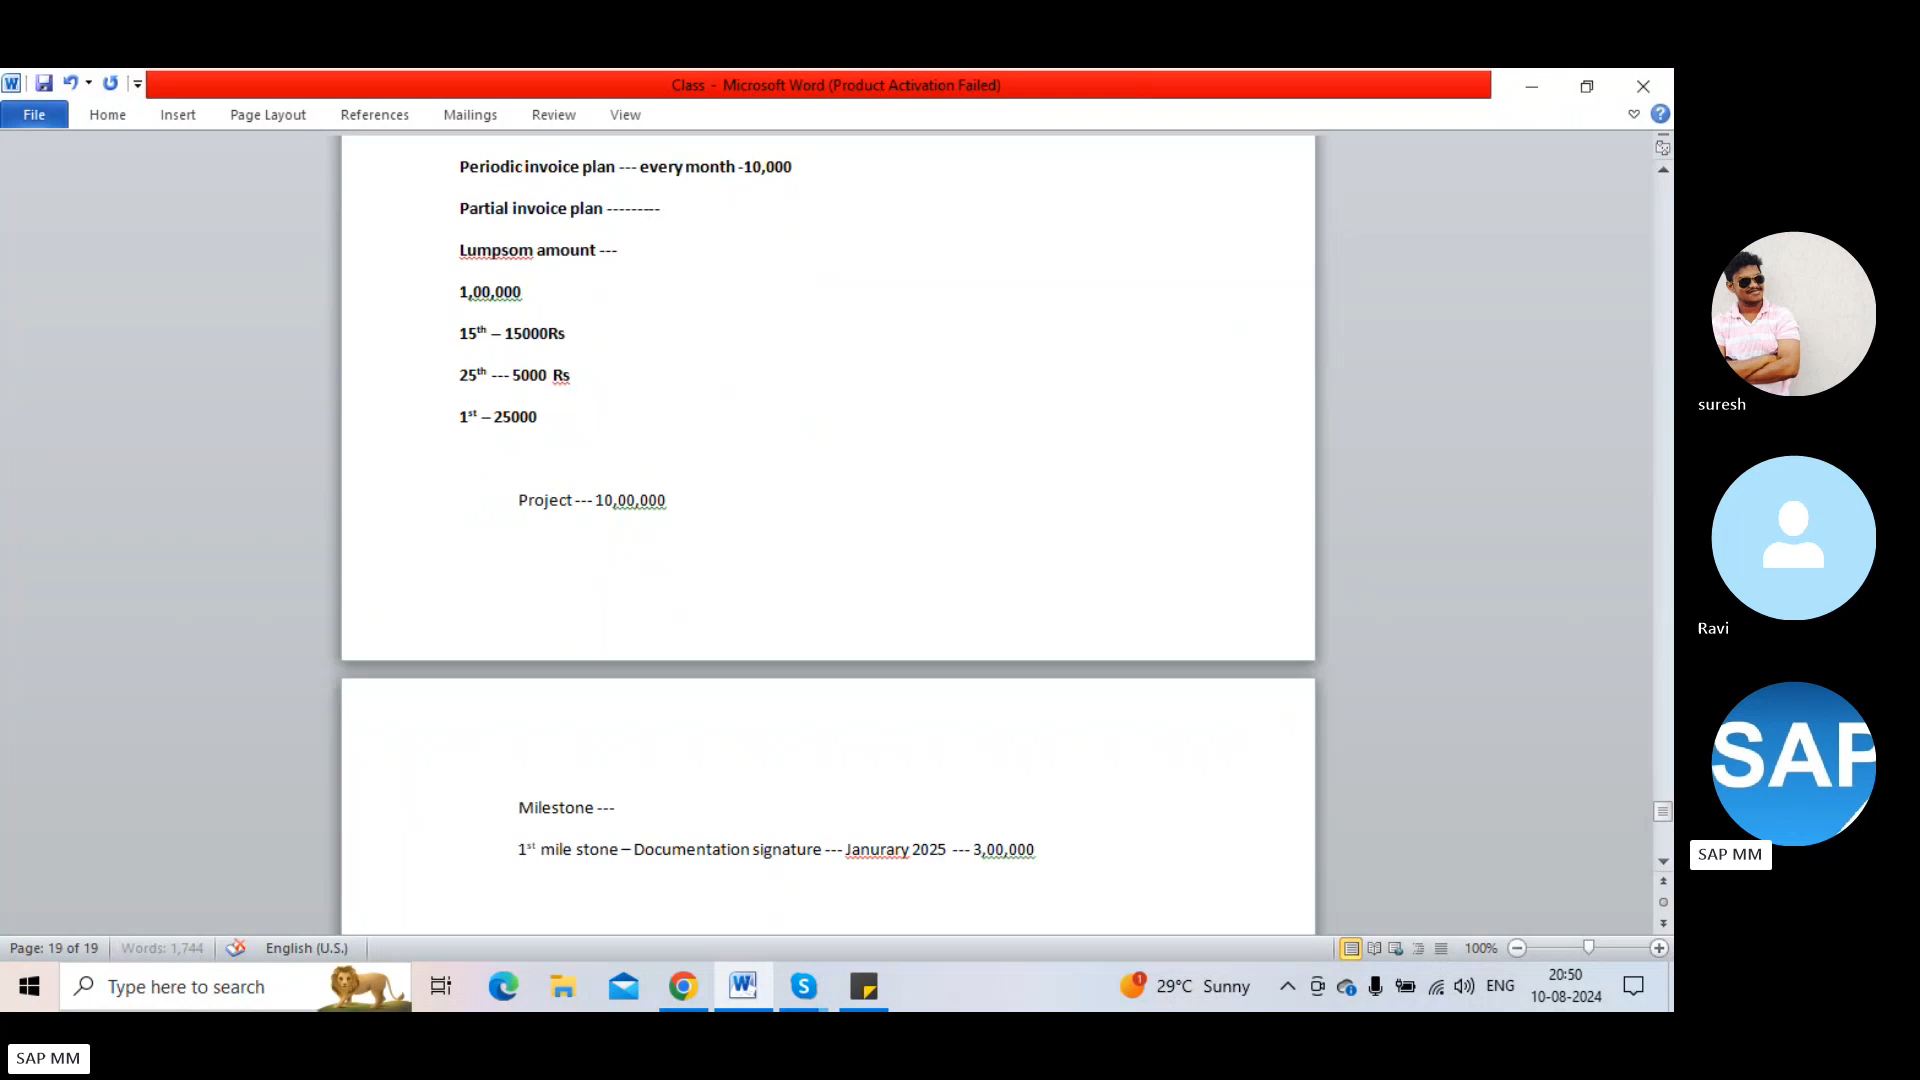 Class - Microsoft Word (Product Activation Failed)
File Home Insert Page Layout References Mailings Review View
Periodic invoice plan --- every month -10,000
Partial invoice plan ---------
Lumpsom amount ---
1,00,000
15th – 15000Rs
25th --- 5000 Rs
1st – 25000
Project --- 10,00,000
Milestone ---
1st mile stone – Documentation signature --- Janurary 2025 --- 3,00,000
Page: 19 of 19 Words: 1,744 English (U.S.) 100%
Type here to search
29°C Sunny ENG
20:50
10-08-2024
suresh
Ravi
SAP
SAP MM
SAP MM